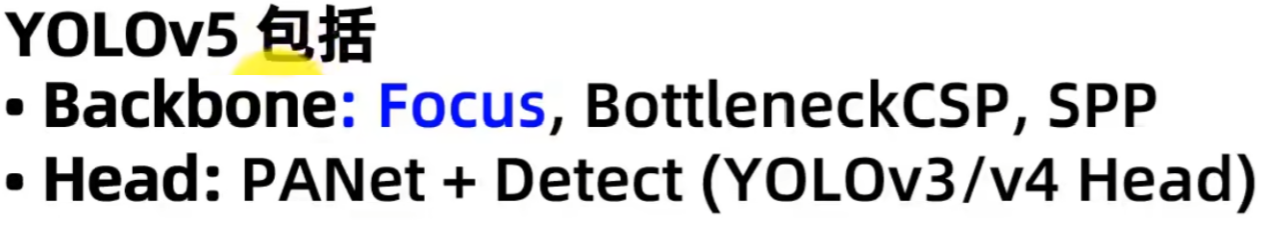 YOLOv5 包括
• Backbone: Focus, BottleneckCSP, SPP
• Head: PANet + Detect (YOLOv3/v4 Head)